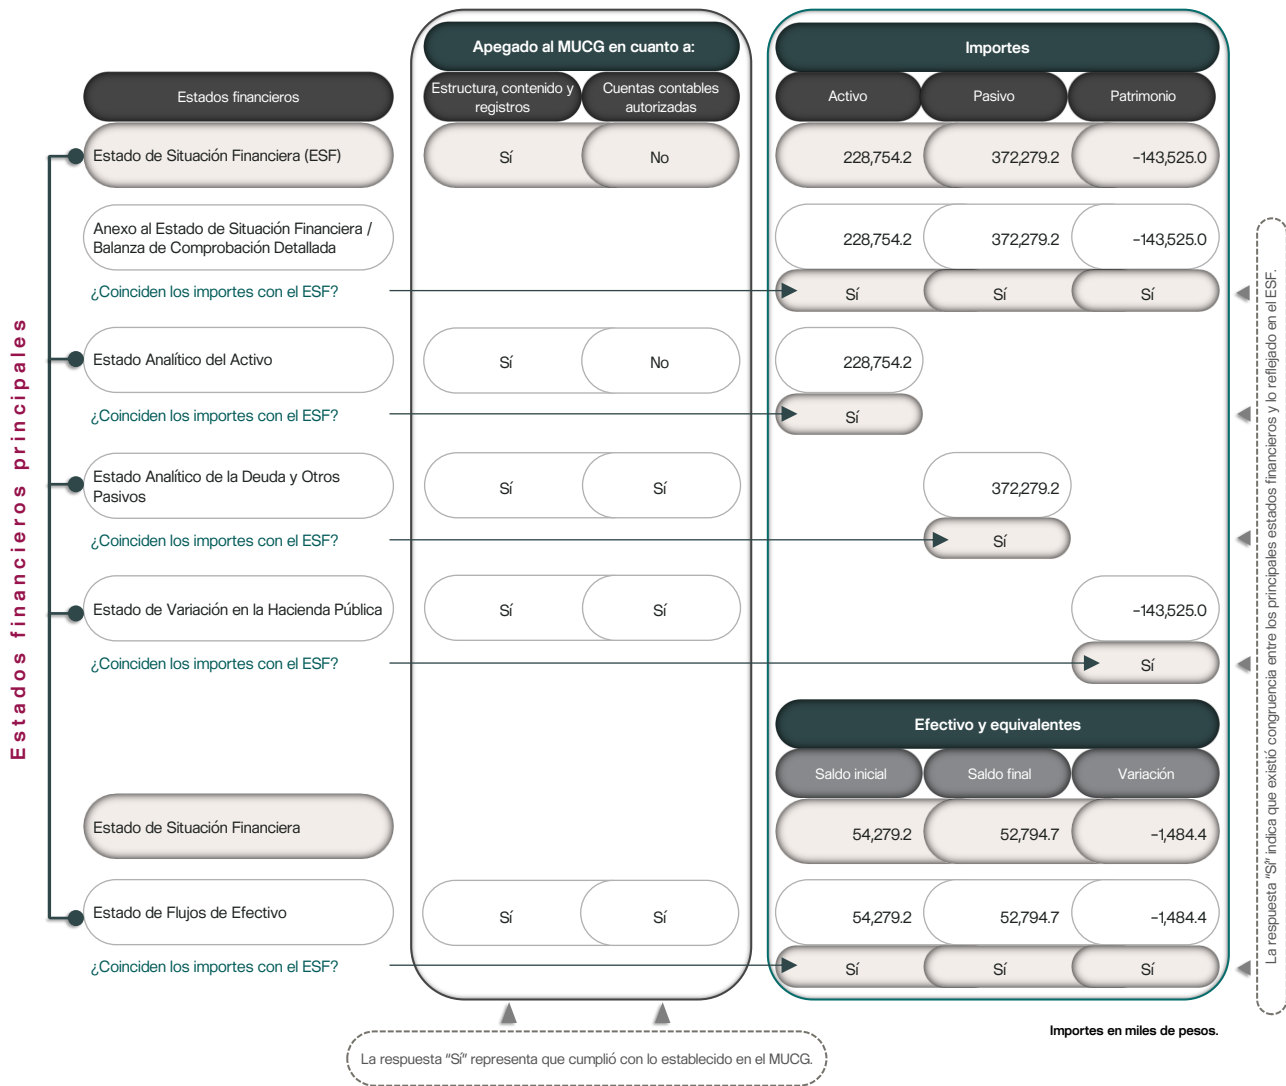 Apegado al MUCG en cuanto a:
Importes
Estados financieros
Estructura, contenido y
registros
Cuentas contables
autorizadas
Activo
Pasivo
Patrimonio
Estado de Situación Financiera (ESF)
Sí
No
228,754.2
372,279.2
-143,525.0
Anexo al Estado de Situación Financiera /
Balanza de Comprobación Detallada
228,754.2
372,279.2
-143,525.0
¿Coinciden los importes con el ESF?
Sí
Sí
Sí
Estado Analítico del Activo
Sí
No
228,754.2
¿Coinciden los importes con el ESF?
Sí
Estado Analítico de la Deuda y Otros
Pasivos
Sí
Sí
372,279.2
¿Coinciden los importes con el ESF?
Sí
Estado de Variación en la Hacienda Pública
Sí
Sí
-143,525.0
¿Coinciden los importes con el ESF?
Sí
Efectivo y equivalentes
Saldo inicial
Saldo final
Variación
Estado de Situación Financiera
54,279.2
52,794.7
-1,484.4
Estado de Flujos de Efectivo
Sí
Sí
54,279.2
52,794.7
-1,484.4
¿Coinciden los importes con el ESF?
Sí
Sí
Sí
Estados financieros principales
La respuesta "Sí" indica que existió congruencia entre los principales estados financieros y lo reflejado en el ESF.
Importes en miles de pesos.
La respuesta "Sí" representa que cumplió con lo establecido en el MUCG.